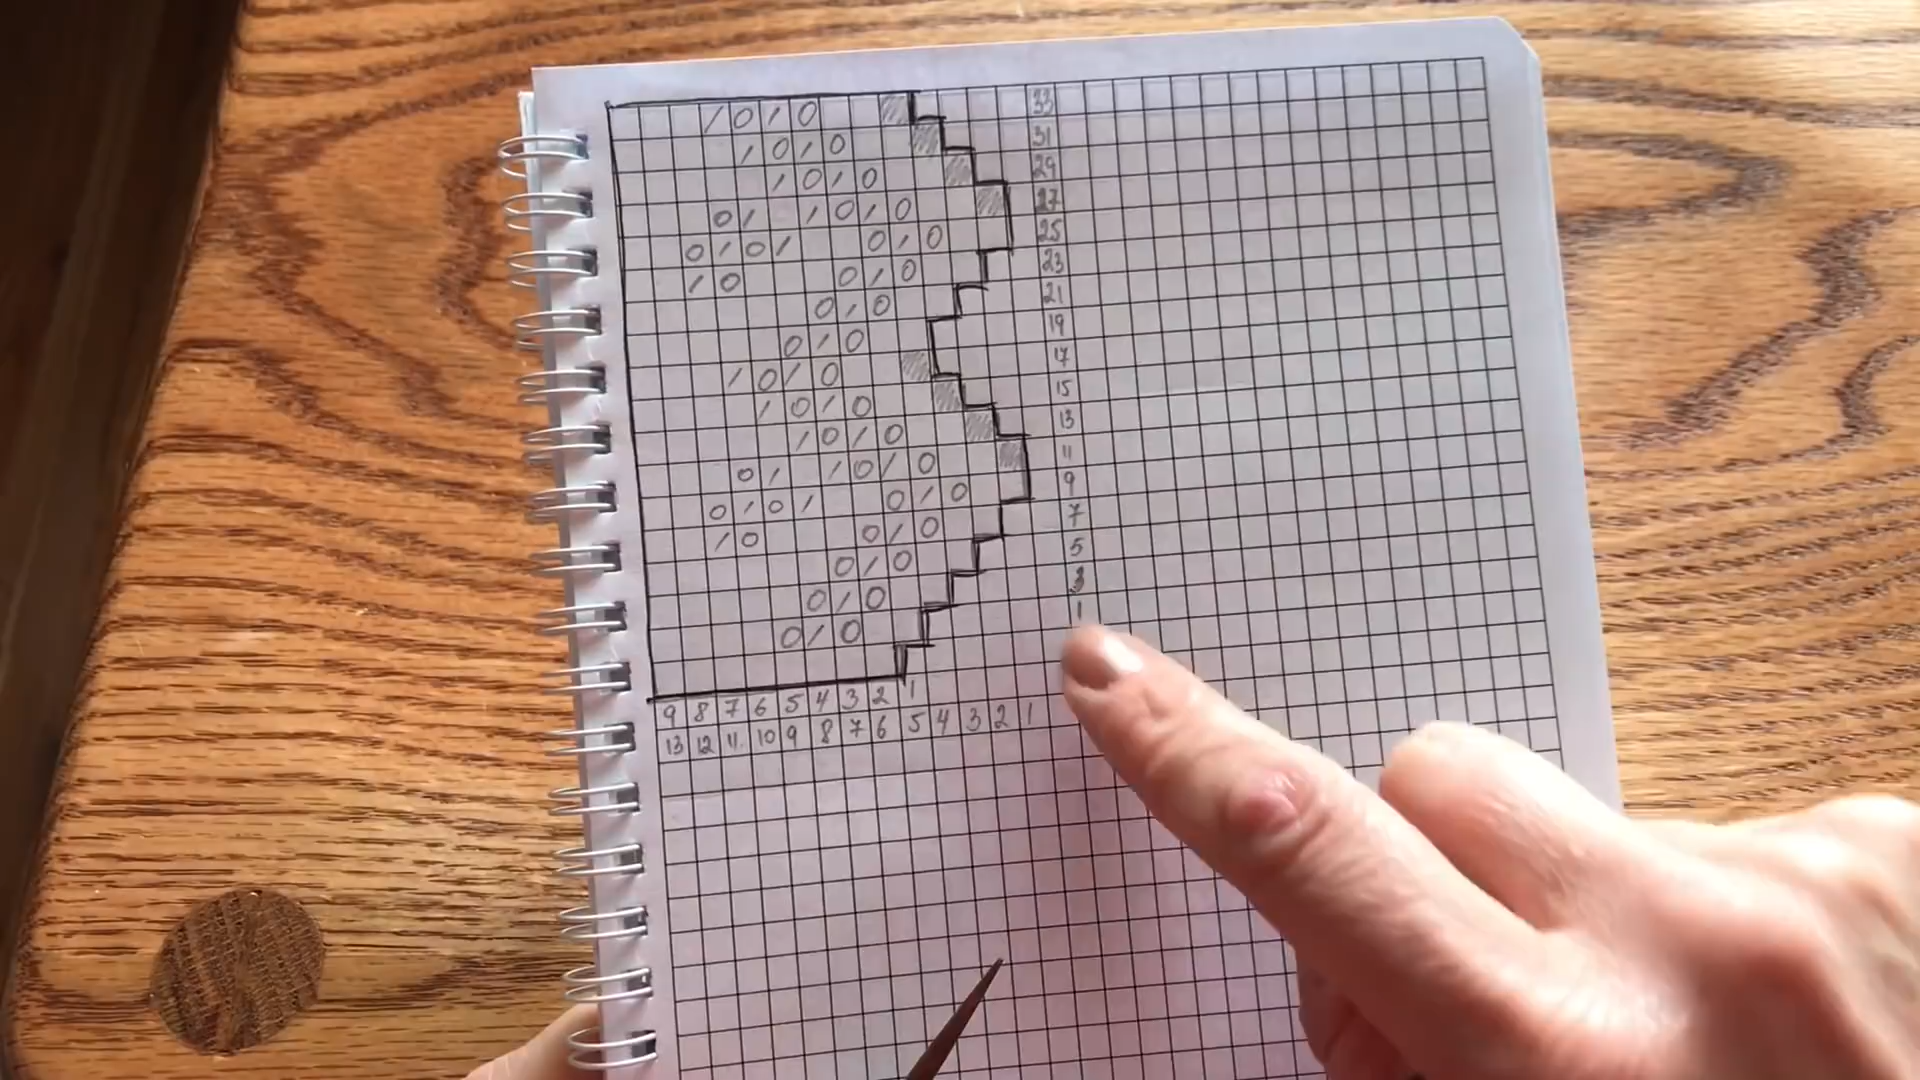 / 0 / 0 33
/ 0 / 0 31
/ 0 / 0 29
0 / / 0 / 0 27
0 / 0 / 0 / 0 25
/ 0 0 / 0 23
0 / 0 21
0 / 0 19
/ 0 / 0 17
/ 0 / 0 15
/ 0 / 0 13
0 / / 0 / 0 11
0 / 0 / 0 / 0 9
/ 0 0 / 0 7
0 / 0 5
0 / 0 3
0 / 0 1
9 8 7 6 5 4 3 2 1
13 12 11 10 9 8 7 6 5 4 3 2 1